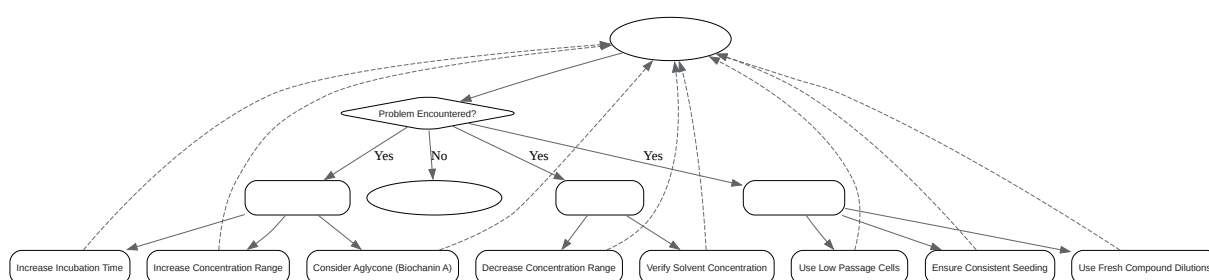 Problem Encountered?
Yes
No
Yes
Yes
Increase Incubation Time
Increase Concentration Range
Consider Aglycone (Biochanin A)
Decrease Concentration Range
Verify Solvent Concentration
Use Low Passage Cells
Ensure Consistent Seeding
Use Fresh Compound Dilutions